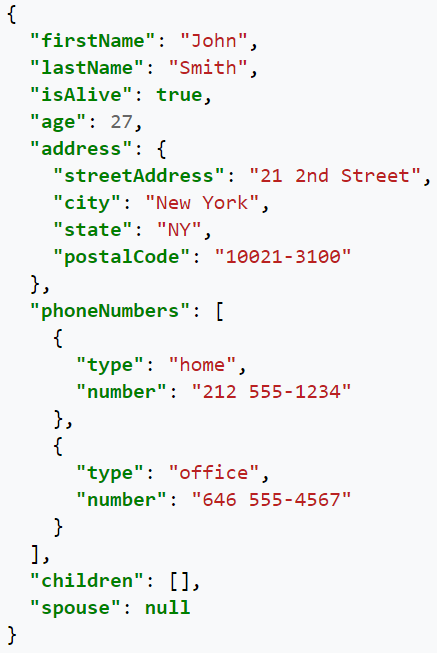 {
  "firstName": "John",
  "lastName": "Smith",
  "isAlive": true,
  "age": 27,
  "address": {
    "streetAddress": "21 2nd Street",
    "city": "New York",
    "state": "NY",
    "postalCode": "10021-3100"
  },
  "phoneNumbers": [
    {
      "type": "home",
      "number": "212 555-1234"
    },
    {
      "type": "office",
      "number": "646 555-4567"
    }
  ],
  "children": [],
  "spouse": null
}